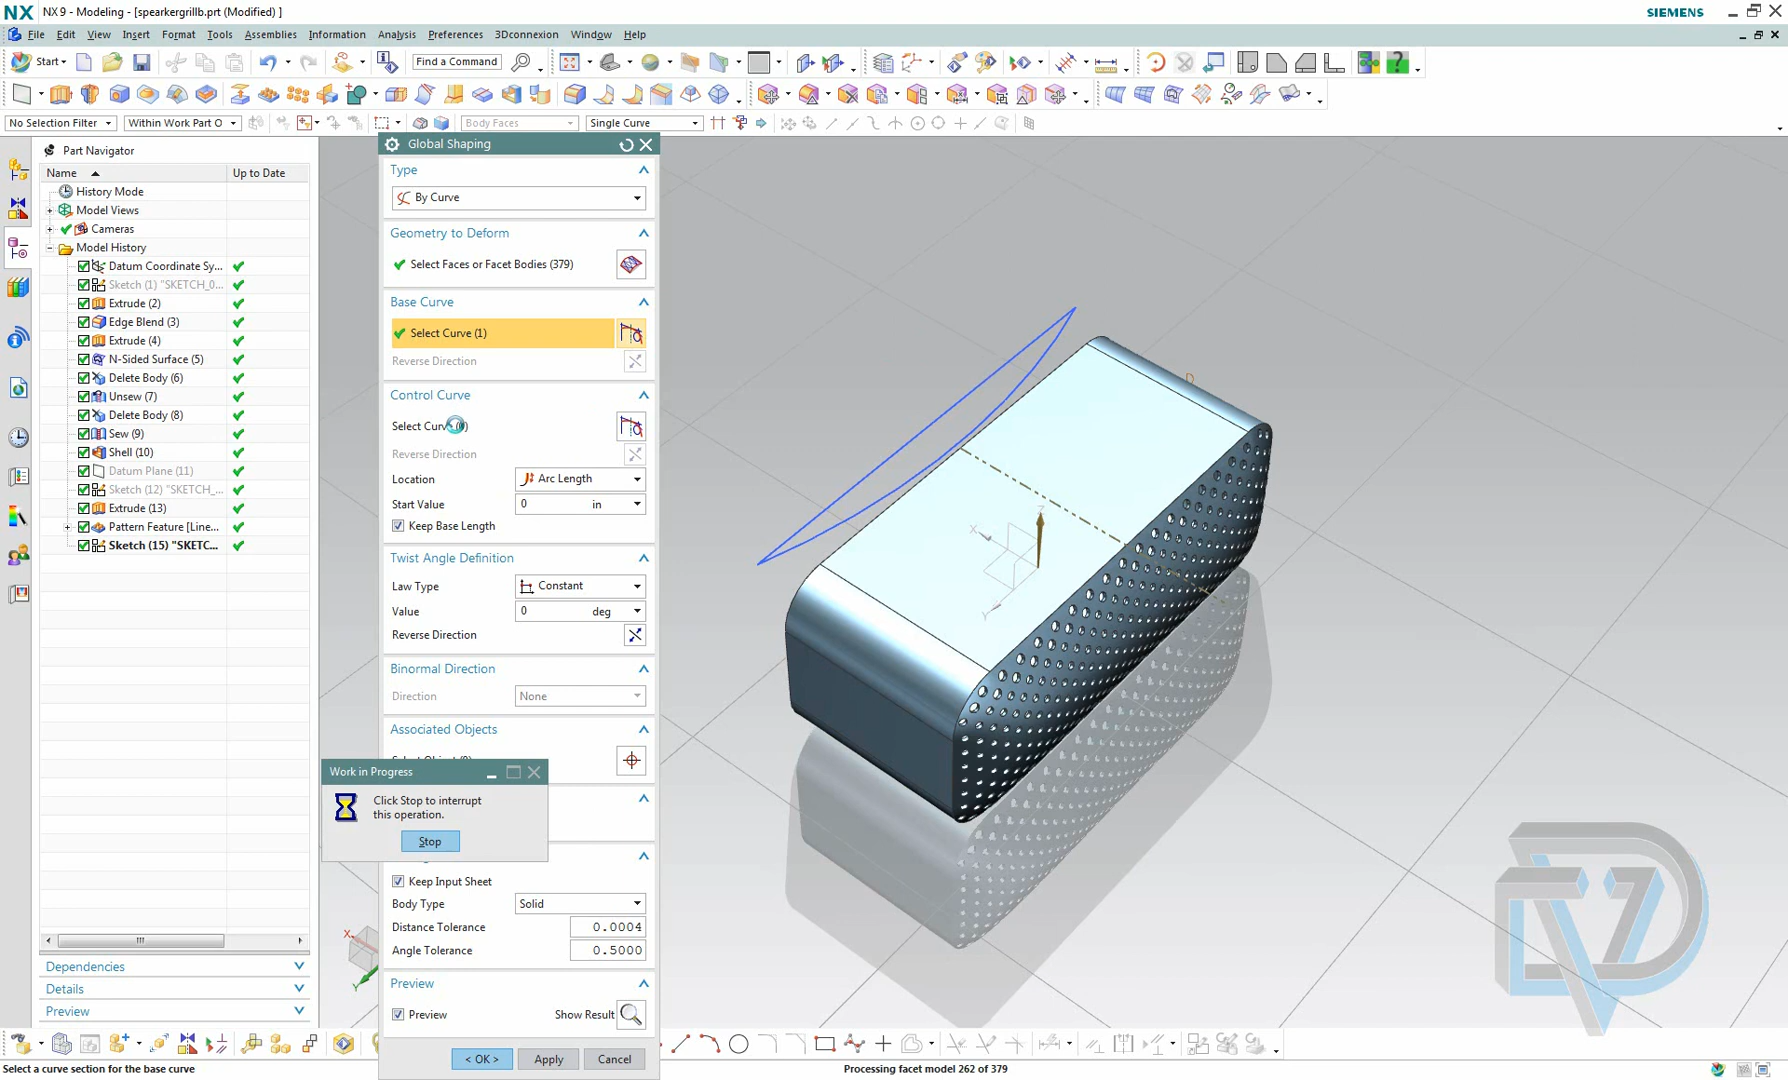 NX 9 - Modeling - [spearkergrillb.prt (Modified) ]
SIEMENS
File Edit View Insert Format Tools Assemblies Information Analysis Preferences 3Dconnexion Window Help
Start
Find a Command
No Selection Filter
Within Work Part O
Body Faces
Single Curve
Part Navigator
Name
Up to Date
History Mode
Model Views
Cameras
Model History
Datum Coordinate Sy...
Sketch (1) "SKETCH_0...
Extrude (2)
Edge Blend (3)
Extrude (4)
N-Sided Surface (5)
Delete Body (6)
Unsew (7)
Delete Body (8)
Sew (9)
Shell (10)
Datum Plane (11)
Sketch (12) "SKETCH_...
Extrude (13)
Pattern Feature [Line...
Sketch (15) "SKETC...
Dependencies
Details
Preview
Global Shaping
Type
By Curve
Geometry to Deform
Select Faces or Facet Bodies (379)
Base Curve
Select Curve (1)
Reverse Direction
Control Curve
Reverse Direction
Location Arc Length
Start Value 0 in
Keep Base Length
Twist Angle Definition
Law Type Constant
Value 0 deg
Reverse Direction
Binormal Direction
Direction None
Associated Objects
Work in Progress
Click Stop to interrupt
this operation.
Stop
Keep Input Sheet
Body Type Solid
Distance Tolerance 0.0004
Angle Tolerance 0.5000
Preview
Preview Show Result
< OK > Apply Cancel
X
Y
X
Y
Z
D
Select a curve section for the base curve
Processing facet model 262 of 379